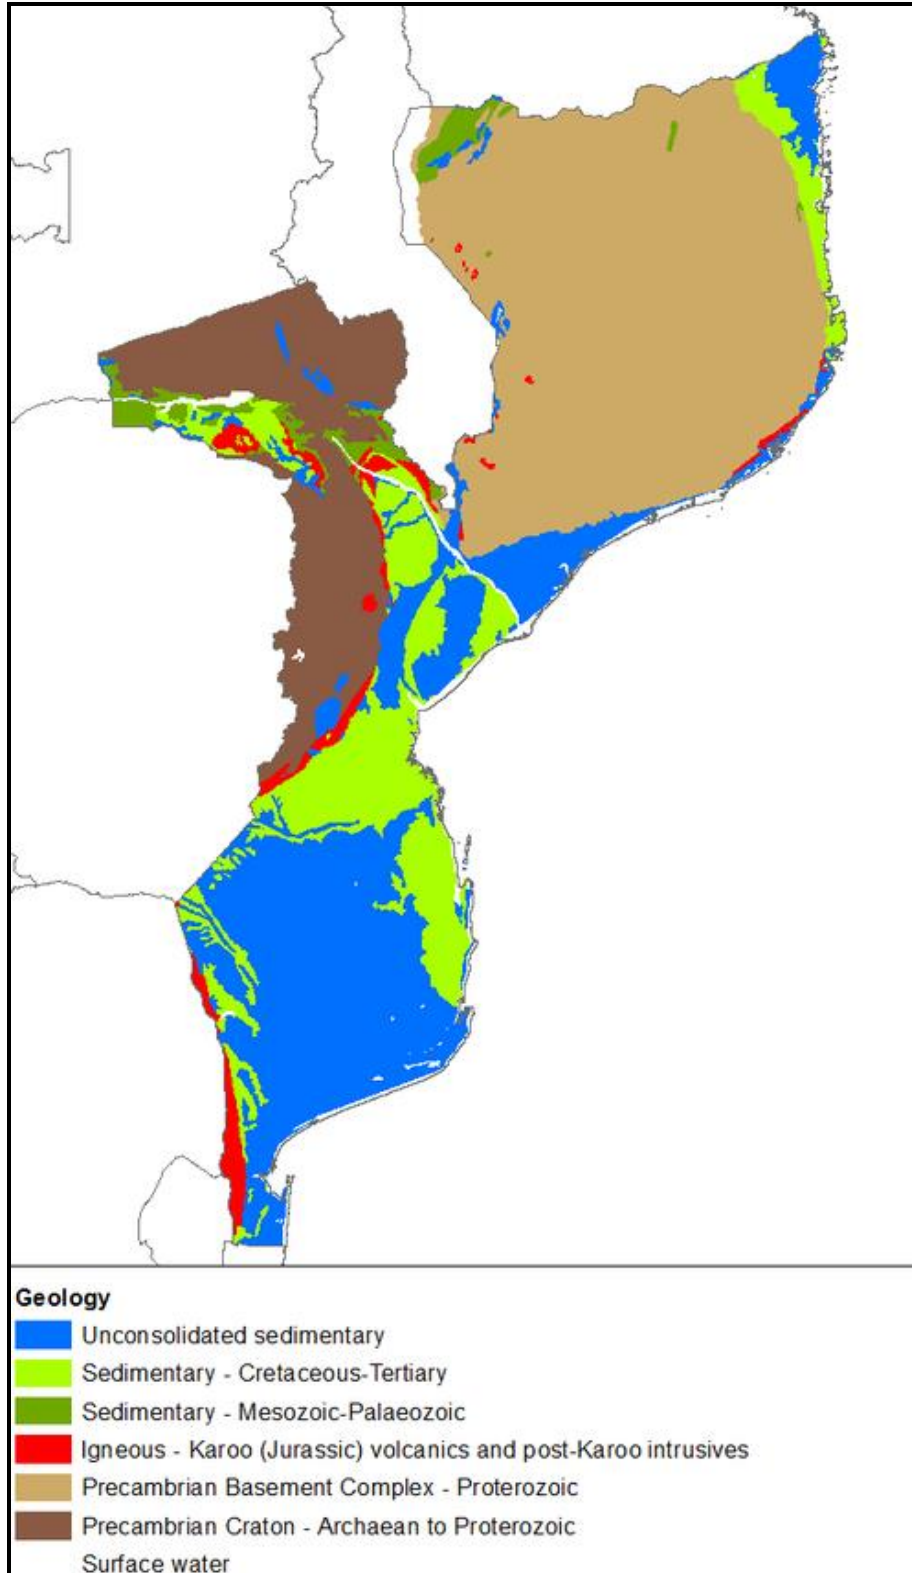 Geology
Unconsolidated sedimentary
Sedimentary - Cretaceous-Tertiary
Sedimentary - Mesozoic-Palaeozoic
Igneous - Karoo (Jurassic) volcanics and post-Karoo intrusives
Precambrian Basement Complex - Proterozoic
Precambrian Craton - Archaean to Proterozoic
Surface water